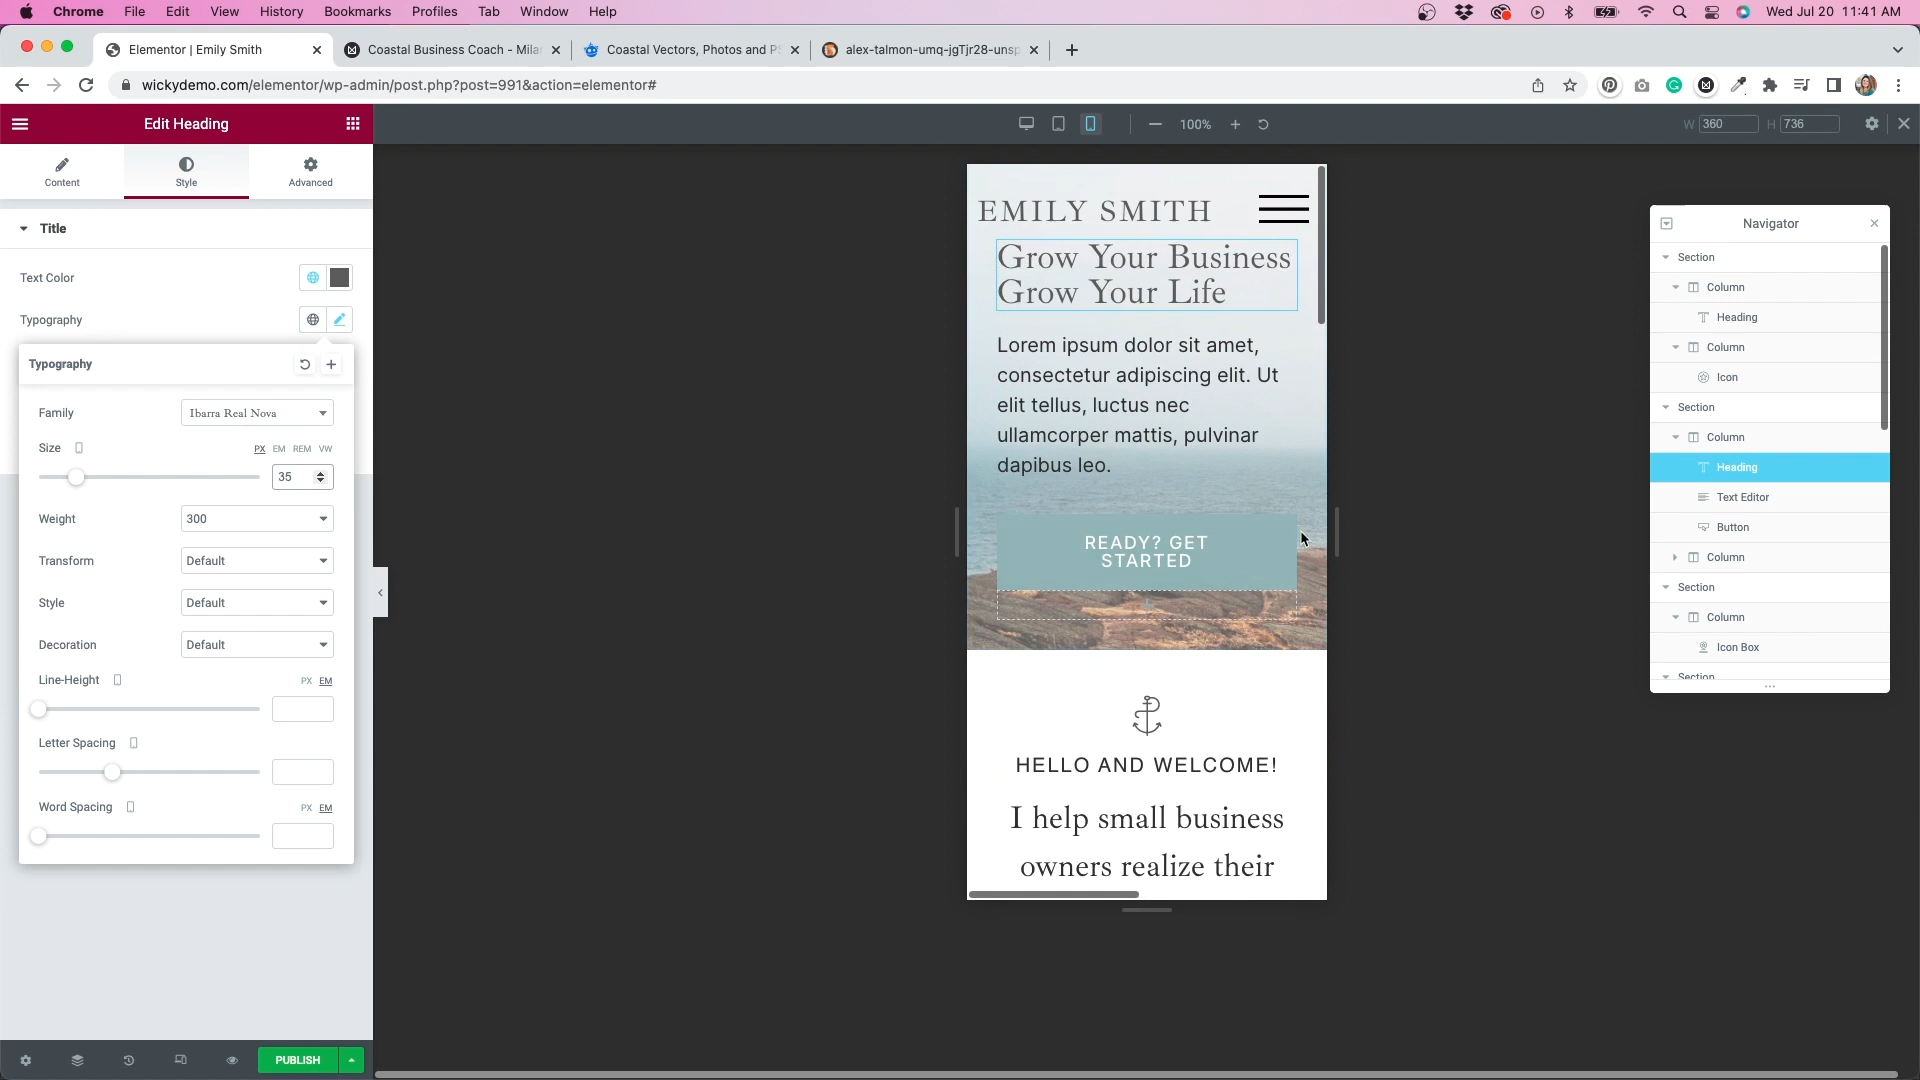 Chrome File Edit View History Bookmarks Profiles Tab Window Help Wed Jul 20 11:41 AM
Elementor | Emily Smith
Coastal Business Coach - Mila
Coastal Vectors, Photos and PS
alex-talmon-umq-jgTjr28-unsp
wickydemo.com/elementor/wp-admin/post.php?post=991&action=elementor#
Edit Heading
100%
W 360 H 736
Content Style Advanced
Title
Text Color
Typography
Typography
Family Ibarra Real Nova
Size PX EM REM VW
35
Weight 300
Transform Default
Style Default
Decoration Default
Line-Height PX EM
Letter Spacing
Word Spacing PX EM
PUBLISH
EMILY SMITH
Grow Your Business
Grow Your Life
Lorem ipsum dolor sit amet,
consectetur adipiscing elit. Ut
elit tellus, luctus nec
ullamcorper mattis, pulvinar
dapibus leo.
READY? GET
STARTED
HELLO AND WELCOME!
I help small business
owners realize their
Navigator
Section
Column
Heading
Column
Icon
Section
Column
Heading
Text Editor
Button
Column
Section
Column
Icon Box
Section